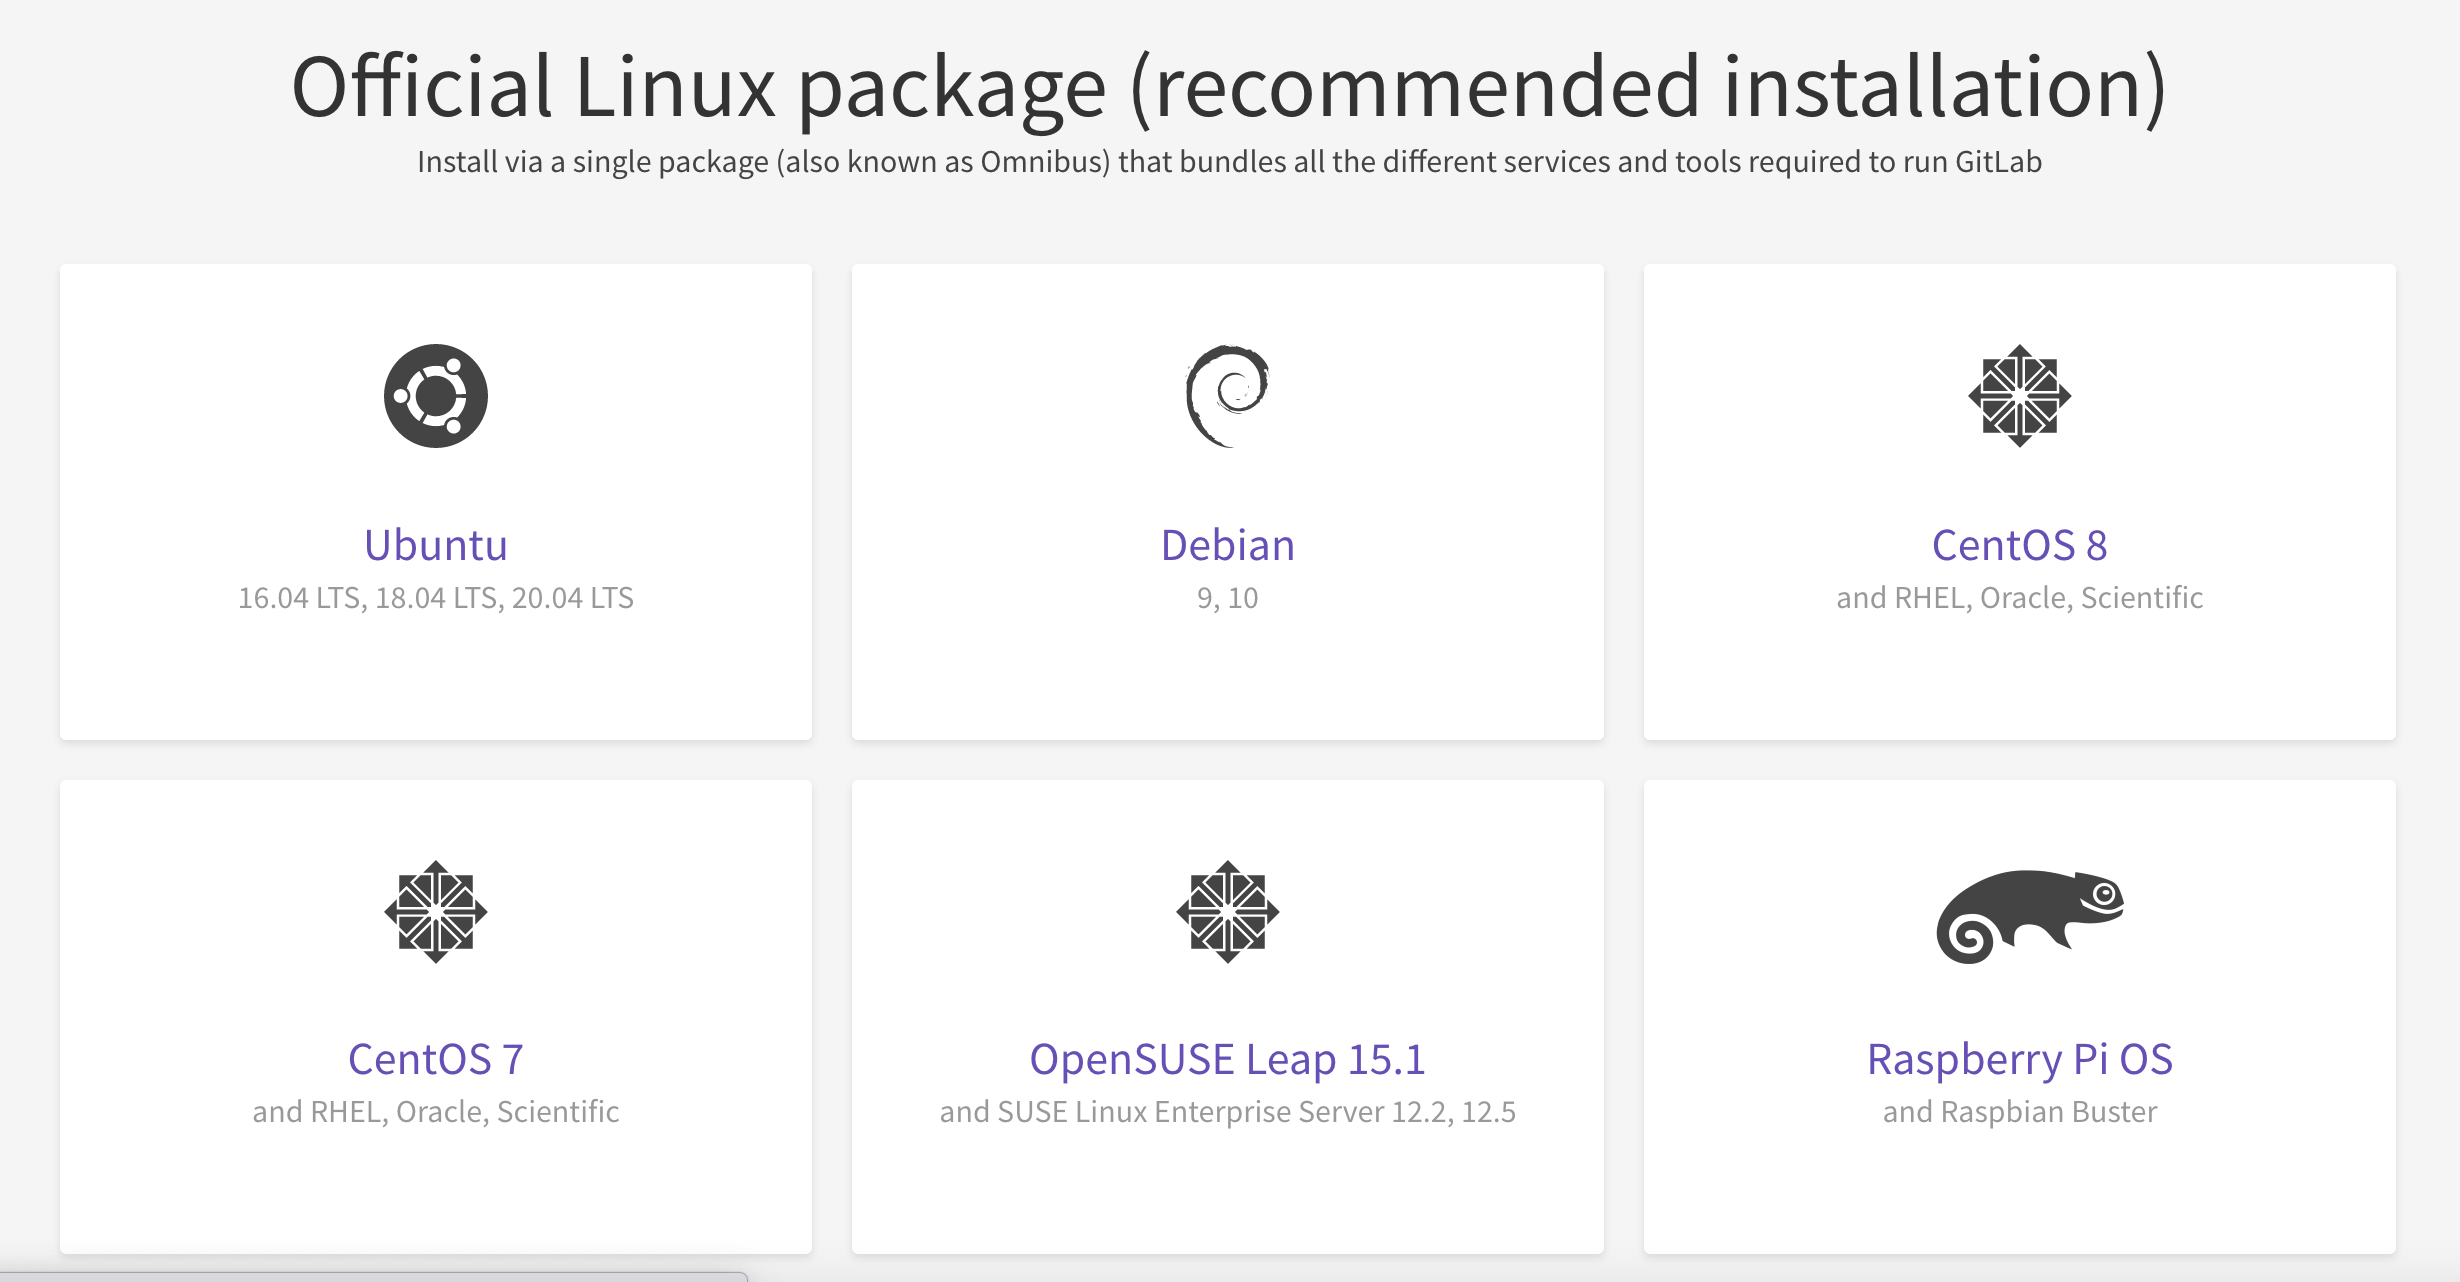 Official Linux package (recommended installation)
Install via a single package (also known as Omnibus) that bundles all the different services and tools required to run GitLab
Ubuntu
16.04 LTS, 18.04 LTS, 20.04 LTS
Debian
9, 10
CentOS 8
and RHEL, Oracle, Scientific
CentOS 7
and RHEL, Oracle, Scientific
OpenSUSE Leap 15.1
and SUSE Linux Enterprise Server 12.2, 12.5
Raspberry Pi OS
and Raspbian Buster